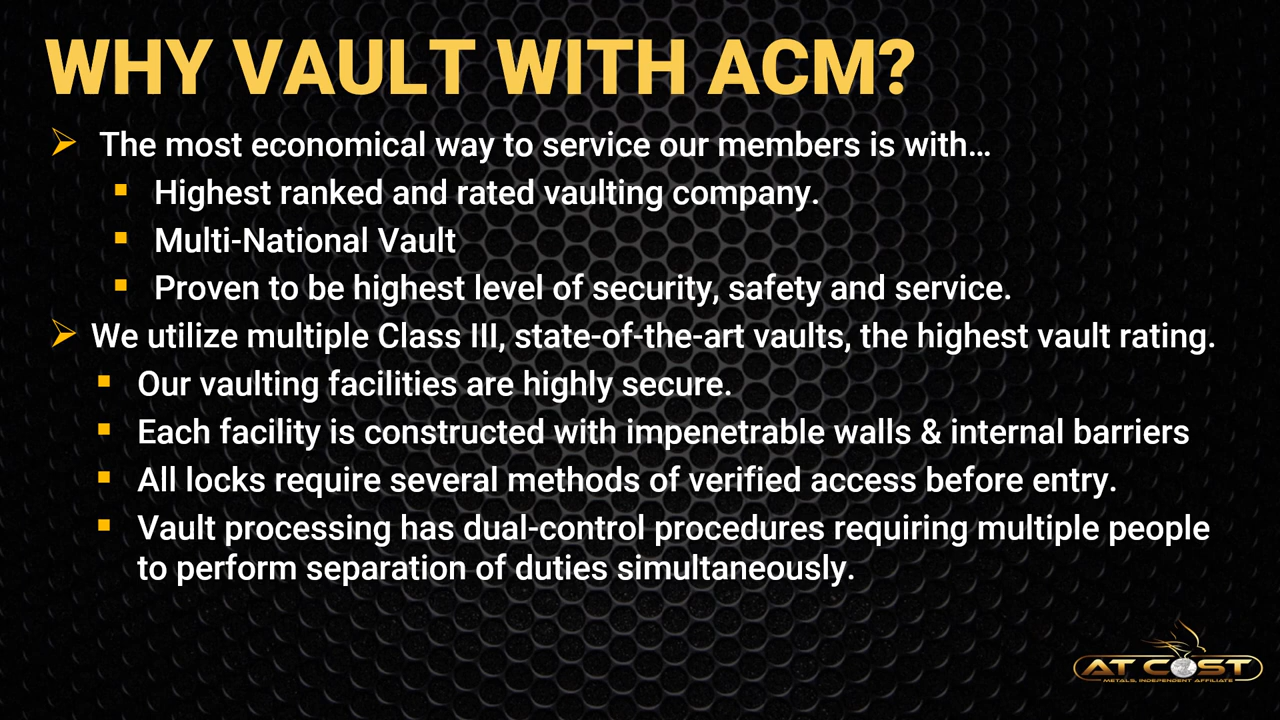 WHY VAULT WITH ACM?
The most economical way to service our members is with...
Highest ranked and rated vaulting company.
Multi-National Vault
Proven to be highest level of security, safety and service.
We utilize multiple Class III, state-of-the-art vaults, the highest vault rating.
Our vaulting facilities are highly secure.
Each facility is constructed with impenetrable walls & internal barriers
All locks require several methods of verified access before entry.
Vault processing has dual-control procedures requiring multiple people
to perform separation of duties simultaneously.
AT COST
METALS, INDEPENDENT AFFILIATE